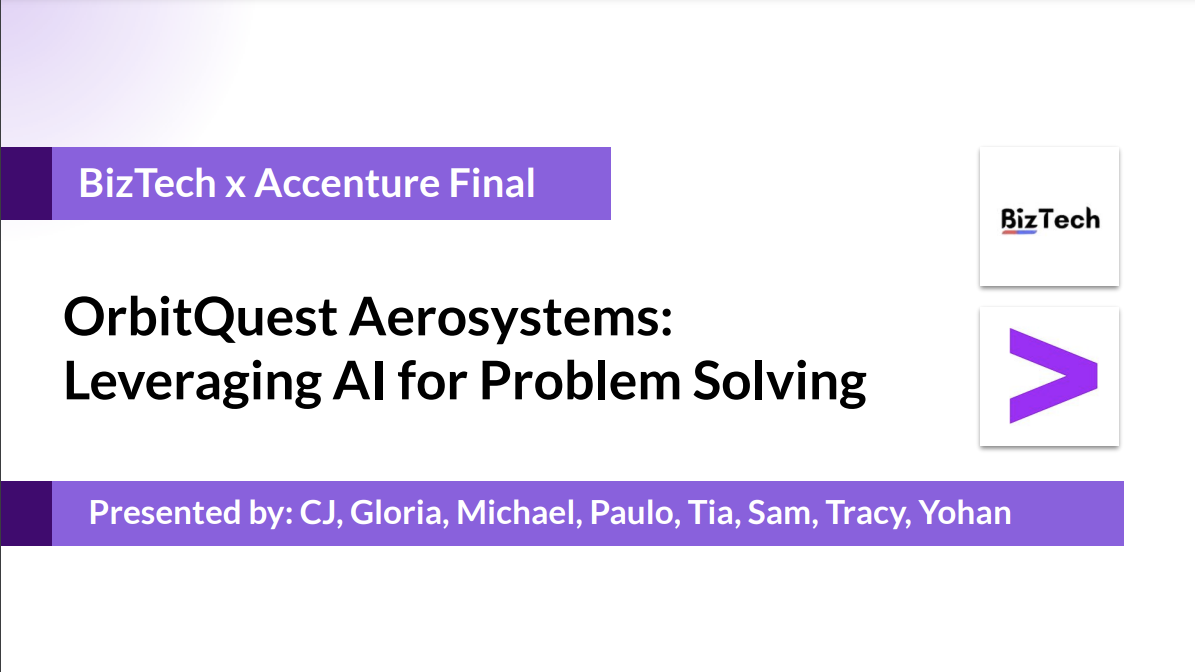 BizTech x Accenture Final
BizTech
OrbitQuest Aerosystems:
Leveraging AI for Problem Solving
Presented by: CJ, Gloria, Michael, Paulo, Tia, Sam, Tracy, Yohan